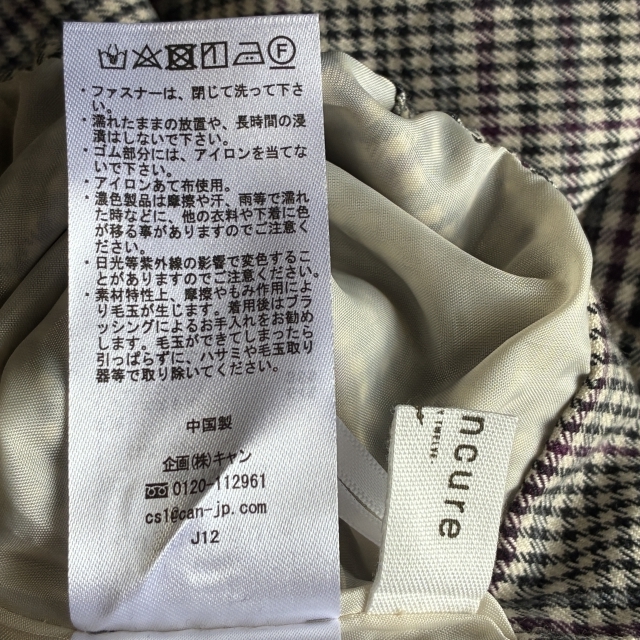 ・ファスナーは、閉じて洗って下さ
い。
・濡れたままの放置や、長時間の浸
漬はしないで下さい。
・ゴム部分には、アイロンを当てな
いで下さい。
・アイロンあて布使用。
・濃色製品は摩擦や汗、雨等で濡れ
た時などに、他の衣料や下着に色
が移る事がありますのでご注意く
ださい。
・日光等紫外線の影響で変色するこ
とがありますのでご注意ください。
・素材特性上、摩擦やもみ作用によ
り毛玉が生じます。着用後はブラ
ッシングによるお手入れをお勧め
します。毛玉ができてしまったら
引っぱらずに、ハサミや毛玉取り
器等で取り除いてください。
中国製
企画(株)キャン
0120-112961
cs1@can-jp.com
J12
ncure